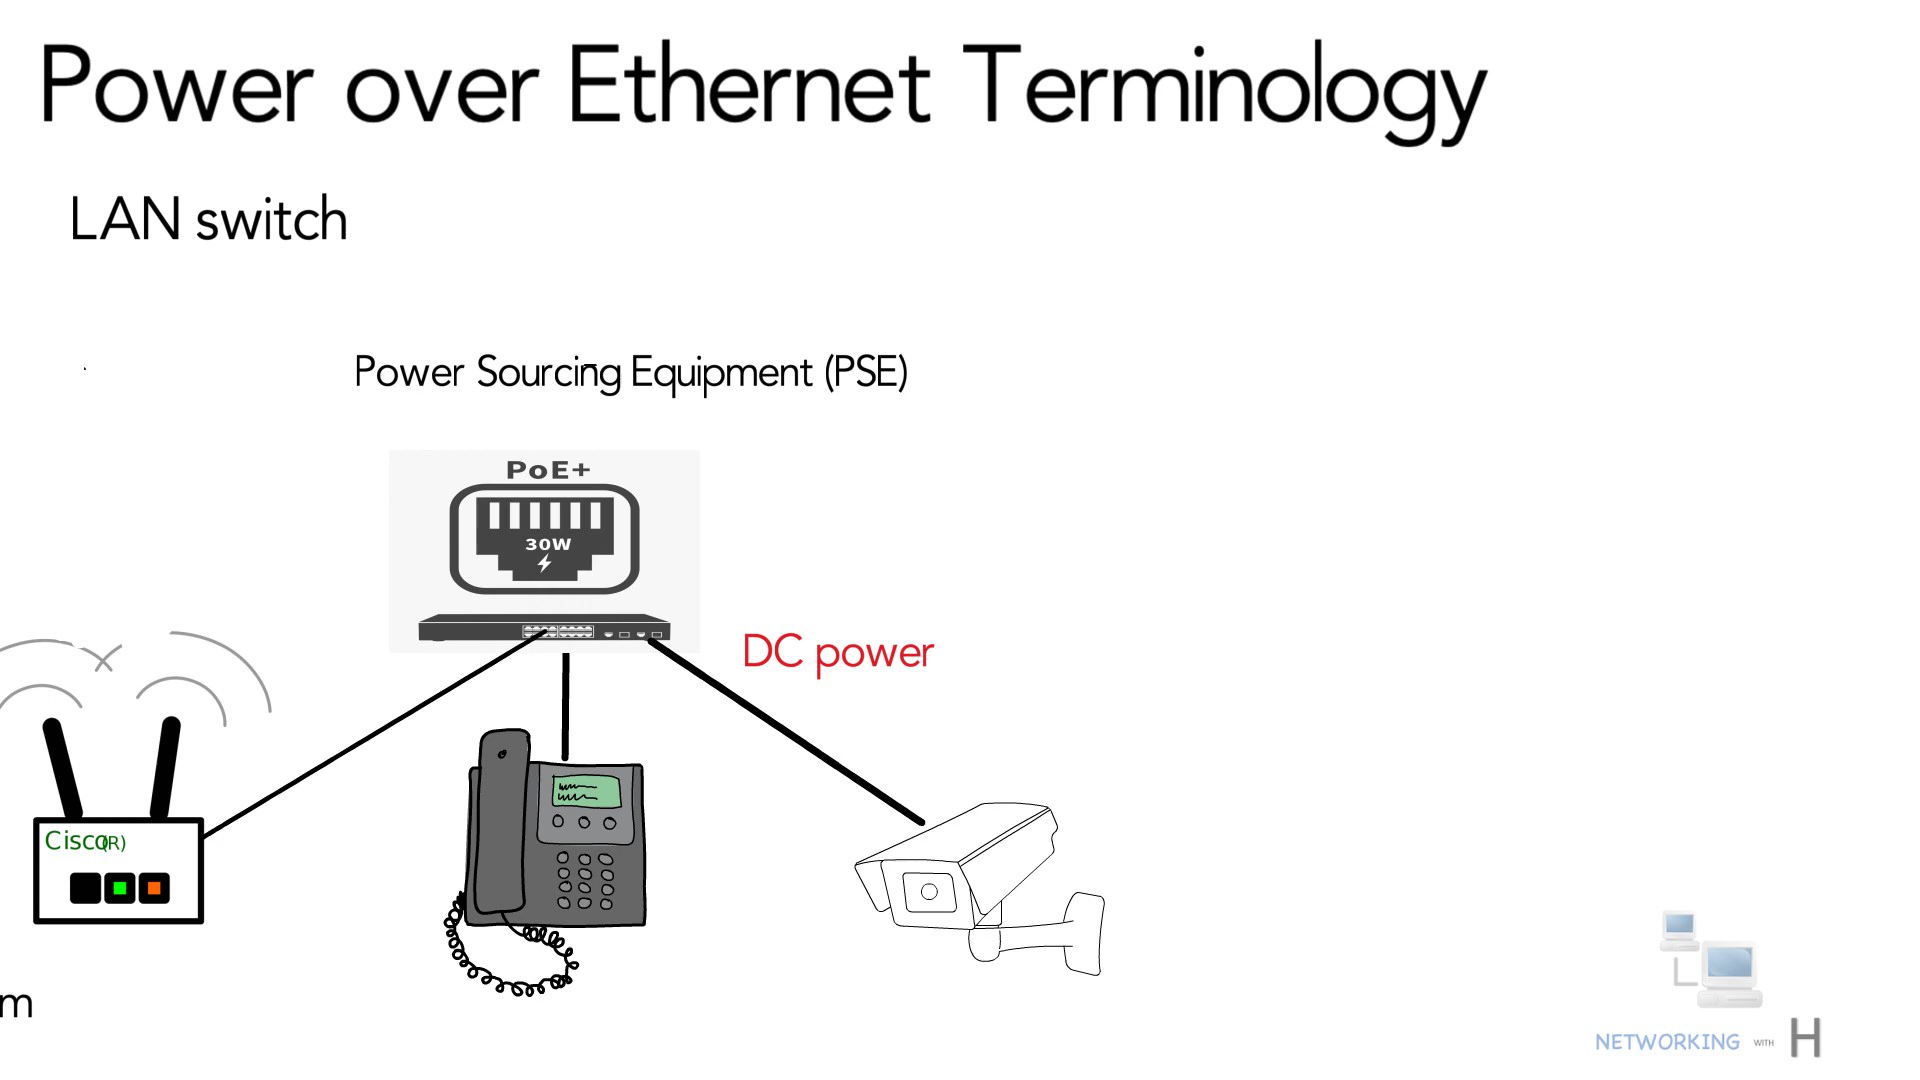 Power over Ethernet Terminology
LAN switch
Power Sourcing Equipment (PSE)
PoE+
30W
DC power
Cisco(R)
m
NETWORKING WITH H